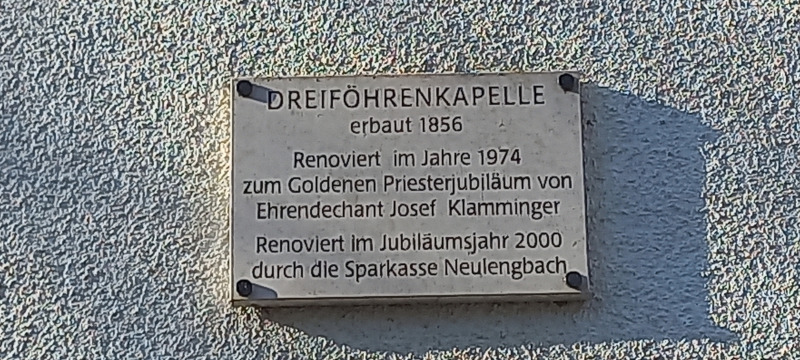 DREIFÖHRENKAPELLE
erbaut 1856
Renoviert im Jahre 1974
zum Goldenen Priesterjubiläum von
Ehrendechant Josef Klamminger
Renoviert im Jubiläumsjahr 2000
durch die Sparkasse Neulengbach